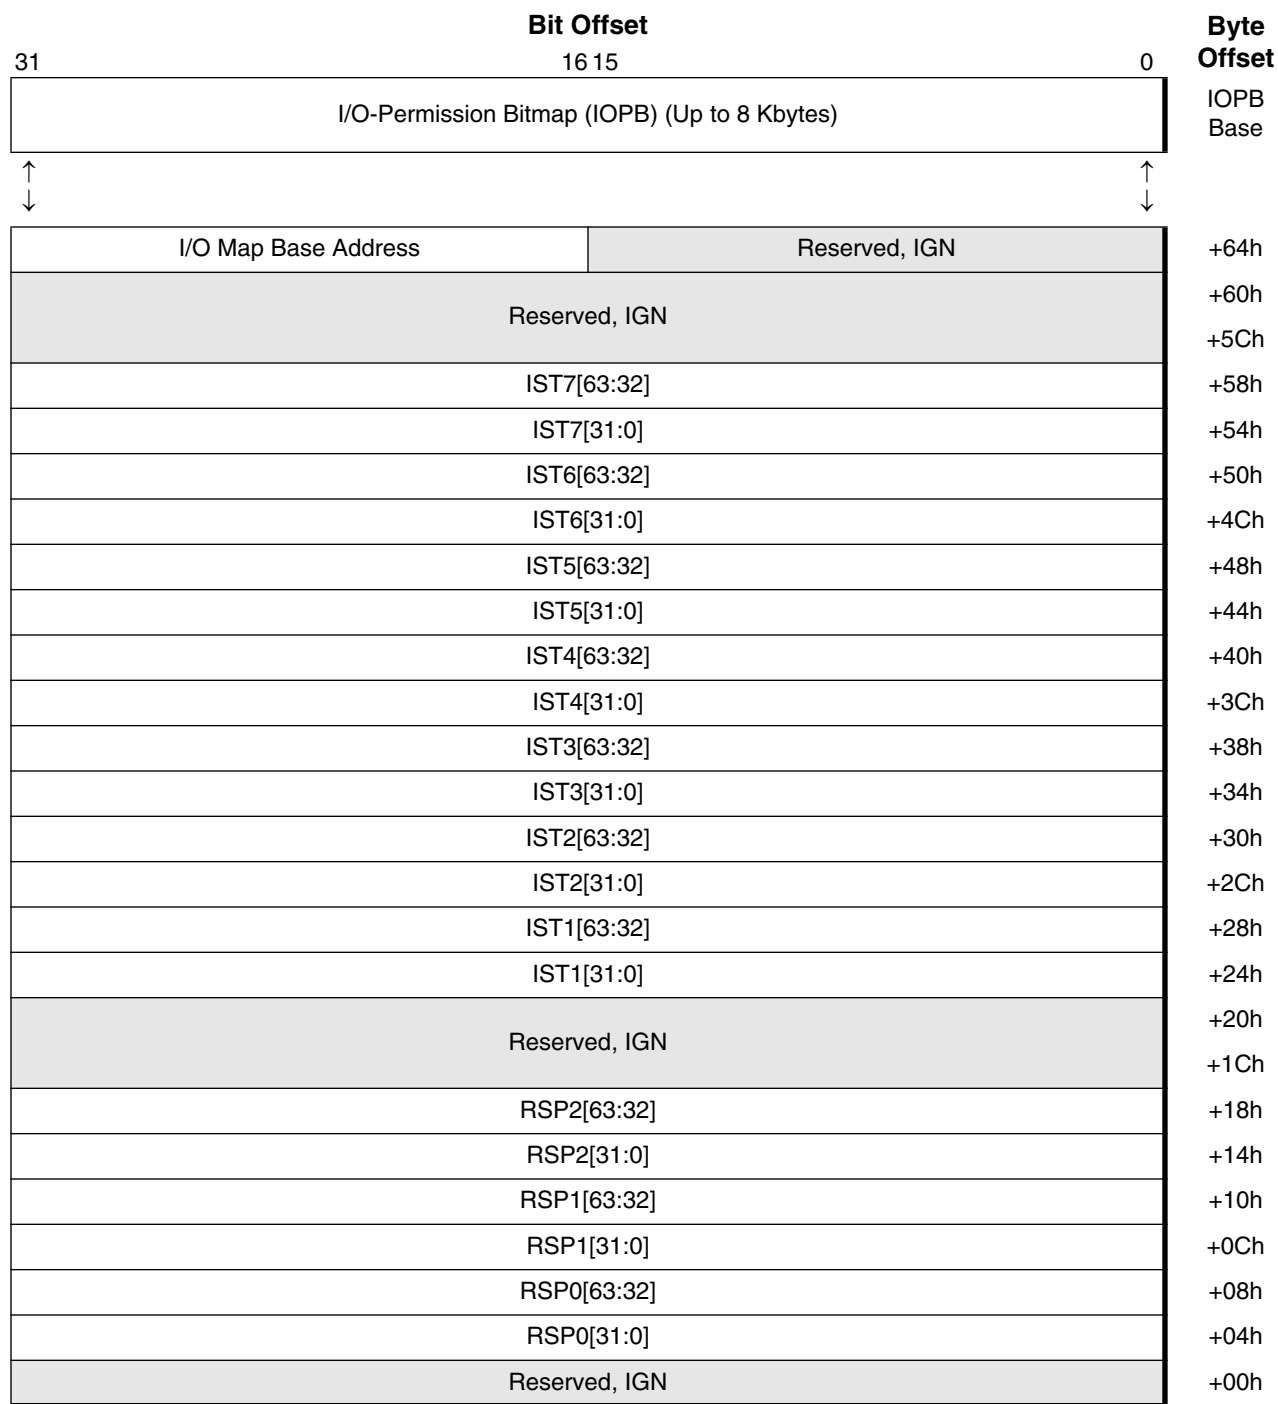 Bit Offset
Byte
Offset
31 16 15 0
I/O-Permission Bitmap (IOPB) (Up to 8 Kbytes)
IOPB
Base
↑ ↑
↓ ↓
I/O Map Base Address Reserved, IGN +64h
+60h
Reserved, IGN
+5Ch
IST7[63:32] +58h
IST7[31:0] +54h
IST6[63:32] +50h
IST6[31:0] +4Ch
IST5[63:32] +48h
IST5[31:0] +44h
IST4[63:32] +40h
IST4[31:0] +3Ch
IST3[63:32] +38h
IST3[31:0] +34h
IST2[63:32] +30h
IST2[31:0] +2Ch
IST1[63:32] +28h
IST1[31:0] +24h
+20h
Reserved, IGN
+1Ch
RSP2[63:32] +18h
RSP2[31:0] +14h
RSP1[63:32] +10h
RSP1[31:0] +0Ch
RSP0[63:32] +08h
RSP0[31:0] +04h
Reserved, IGN +00h